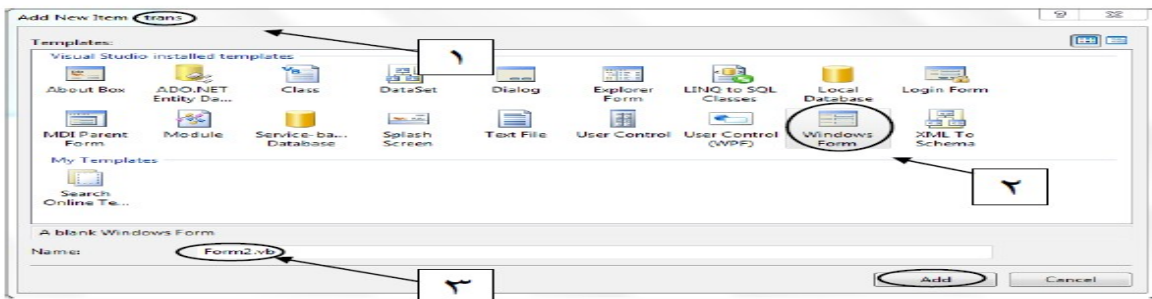 Add New Item trans
١
Templates:
Visual Studio installed templates
About Box ADO.NET Entity Da... Class DataSet Dialog Explorer Form LINQ to SQL Classes Local Database Login Form
MDI Parent Form Module Service-ba... Database Splash Screen Text File User Control User Control (WPF) Windows Form XML To Schema
My Templates
٢
Search Online Te...
A blank Windows Form
Name: Form2.vb
٣
Add Cancel